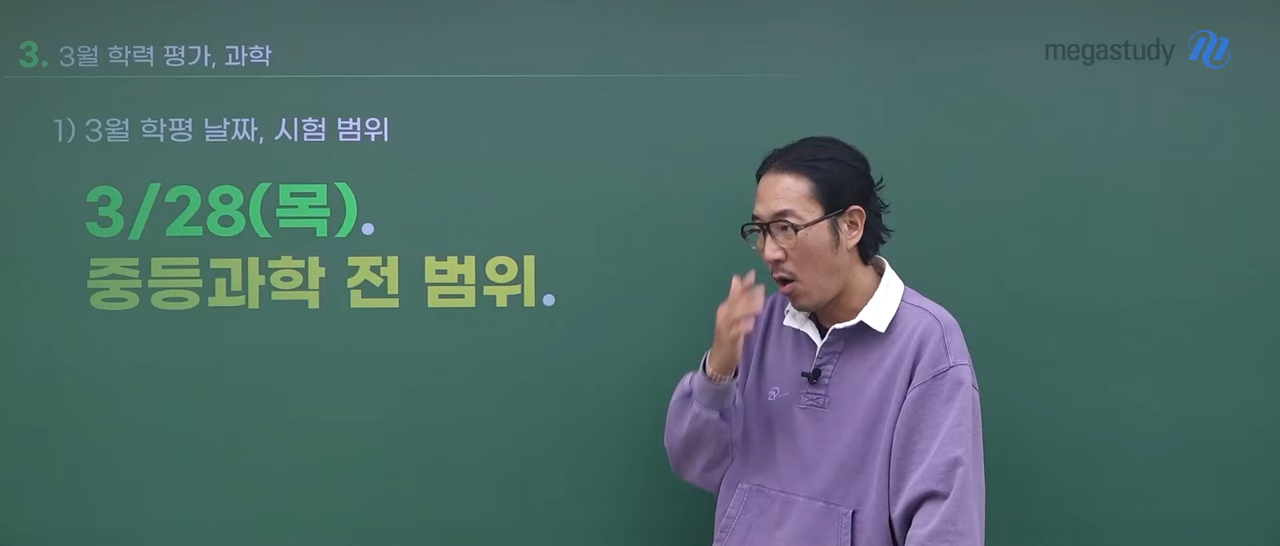 3. 3월 학력 평가, 과학
megastudy
1) 3월 학평 날짜, 시험 범위
3/28(목).
중등과학 전 범위.